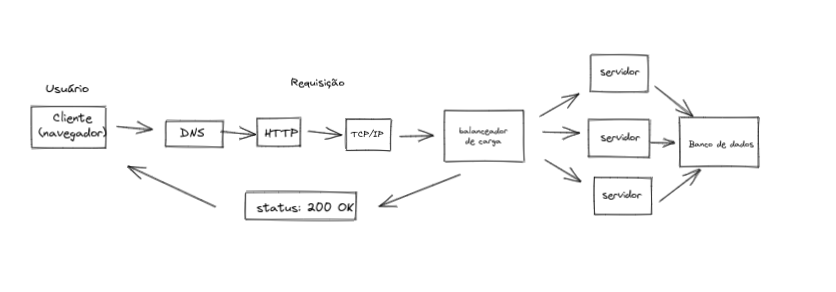 Usuário
Requisição
Cliente
(navegador)
DNS
HTTP
TCP/IP
balanceador
de carga
servidor
servidor
servidor
Banco de dados
status: 200 OK